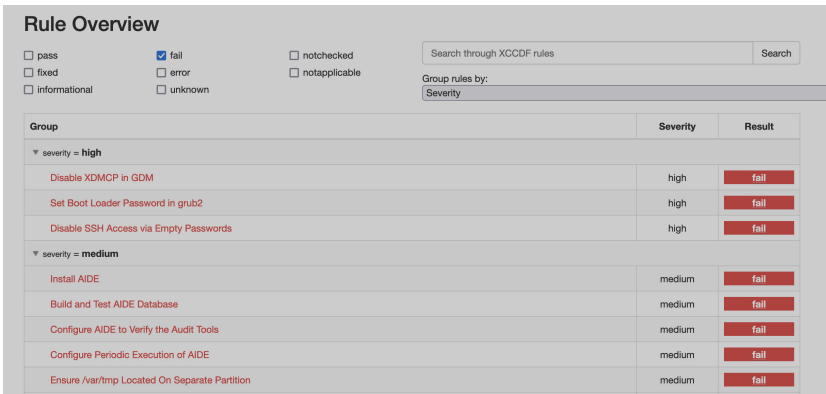 Rule Overview
pass fail notchecked
fixed error notapplicable
informational unknown
Search through XCCDF rules Search
Group rules by:
Severity
Group Severity Result
severity = high
Disable XDMCP in GDM high fail
Set Boot Loader Password in grub2 high fail
Disable SSH Access via Empty Passwords high fail
severity = medium
Install AIDE medium fail
Build and Test AIDE Database medium fail
Configure AIDE to Verify the Audit Tools medium fail
Configure Periodic Execution of AIDE medium fail
Ensure /var/tmp Located On Separate Partition medium fail